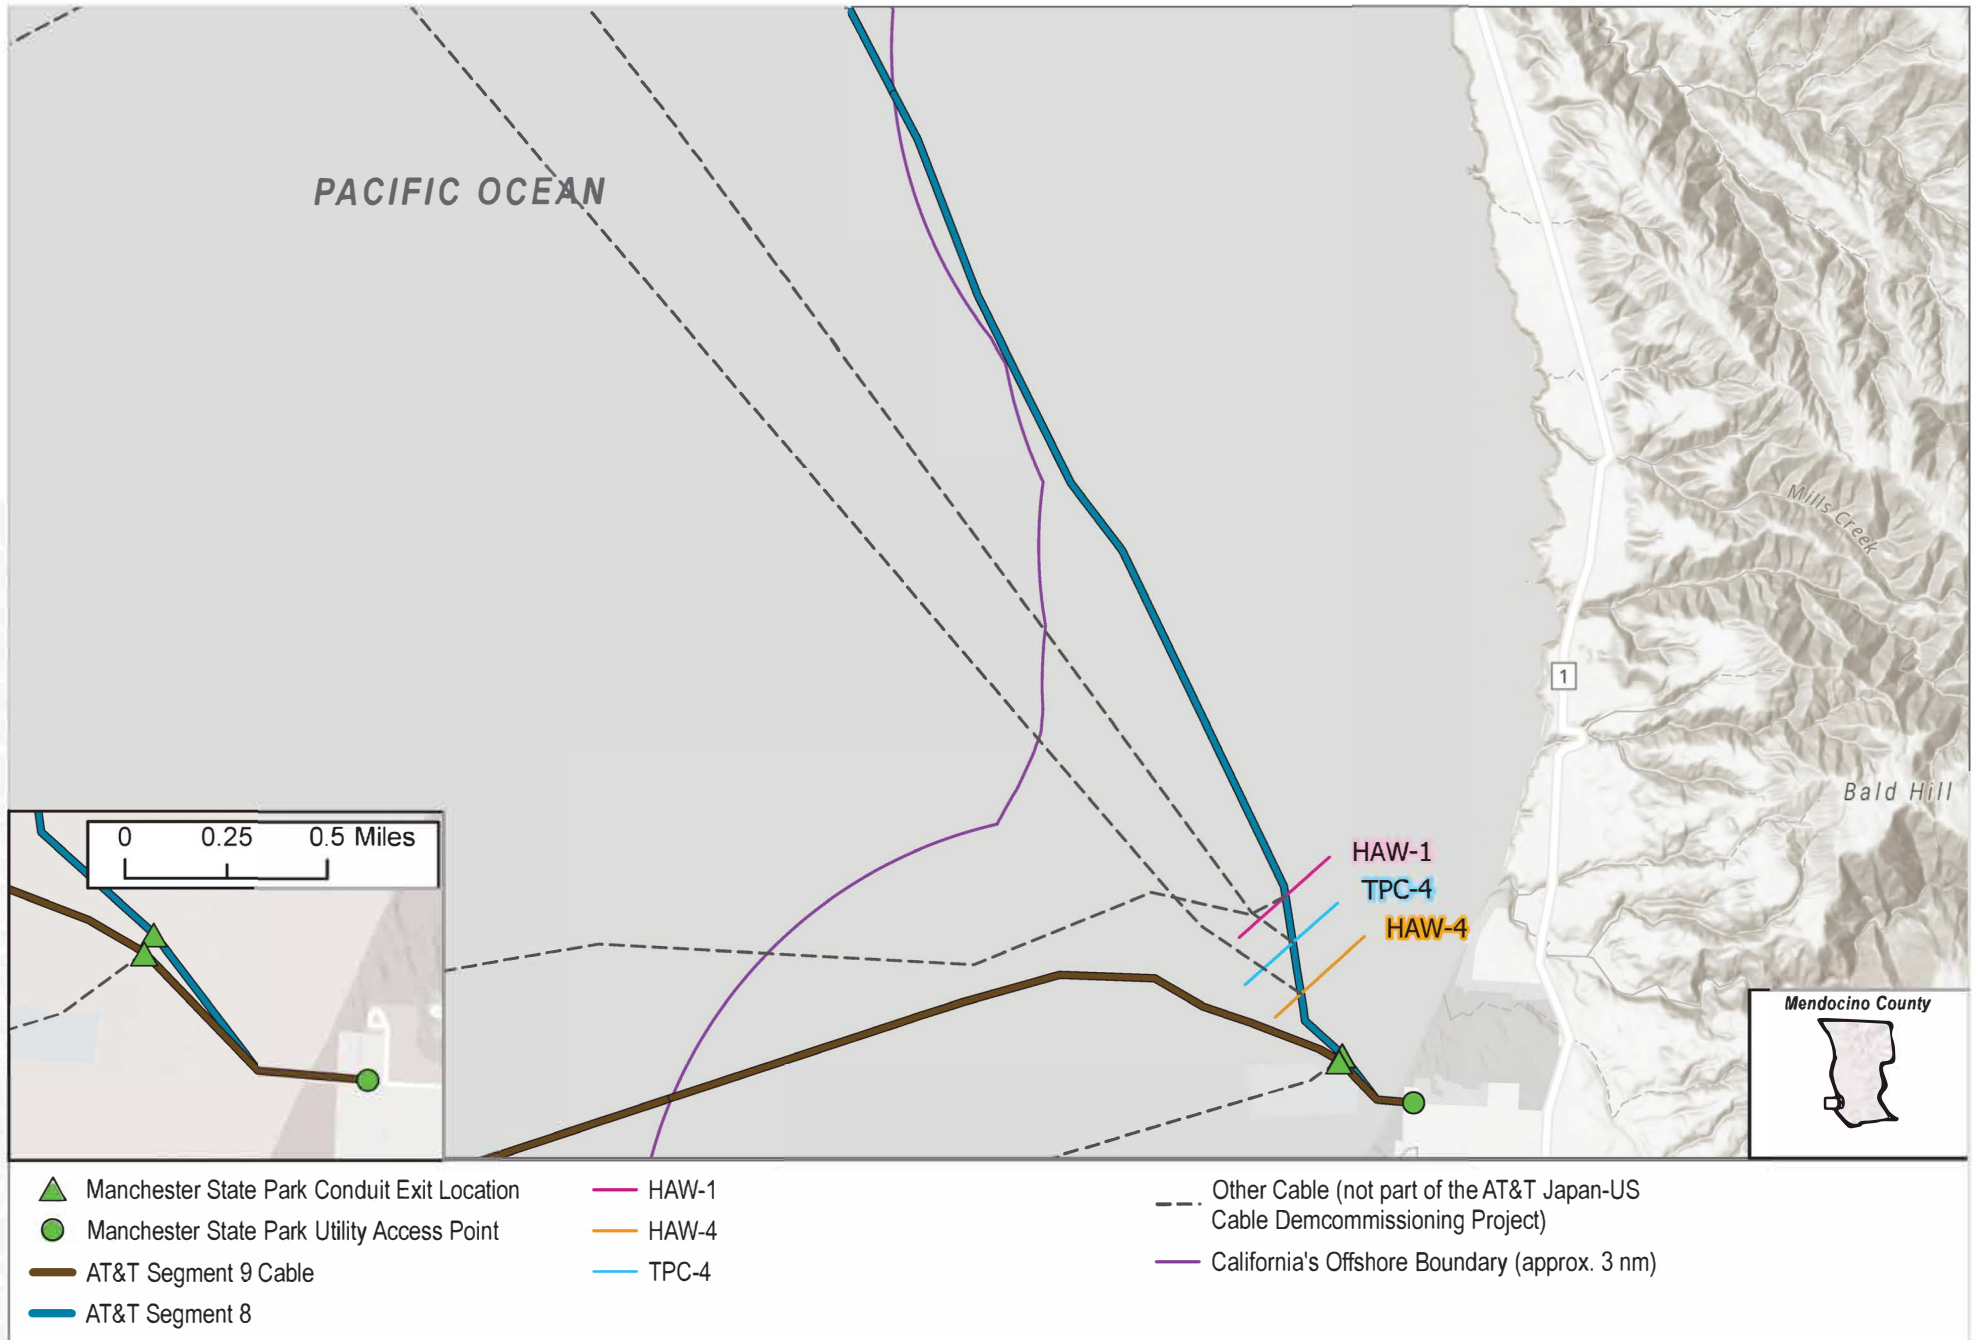 PACIFIC OCEAN
Mills Creek
1
Bald Hill
HAW-1
TPC-4
HAW-4
0 0.25 0.5 Miles
Mendocino County
Manchester State Park Conduit Exit Location
Manchester State Park Utility Access Point
AT&T Segment 9 Cable
AT&T Segment 8
HAW-1
HAW-4
TPC-4
Other Cable (not part of the AT&T Japan-US
Cable Demcommissioning Project)
California's Offshore Boundary (approx. 3 nm)